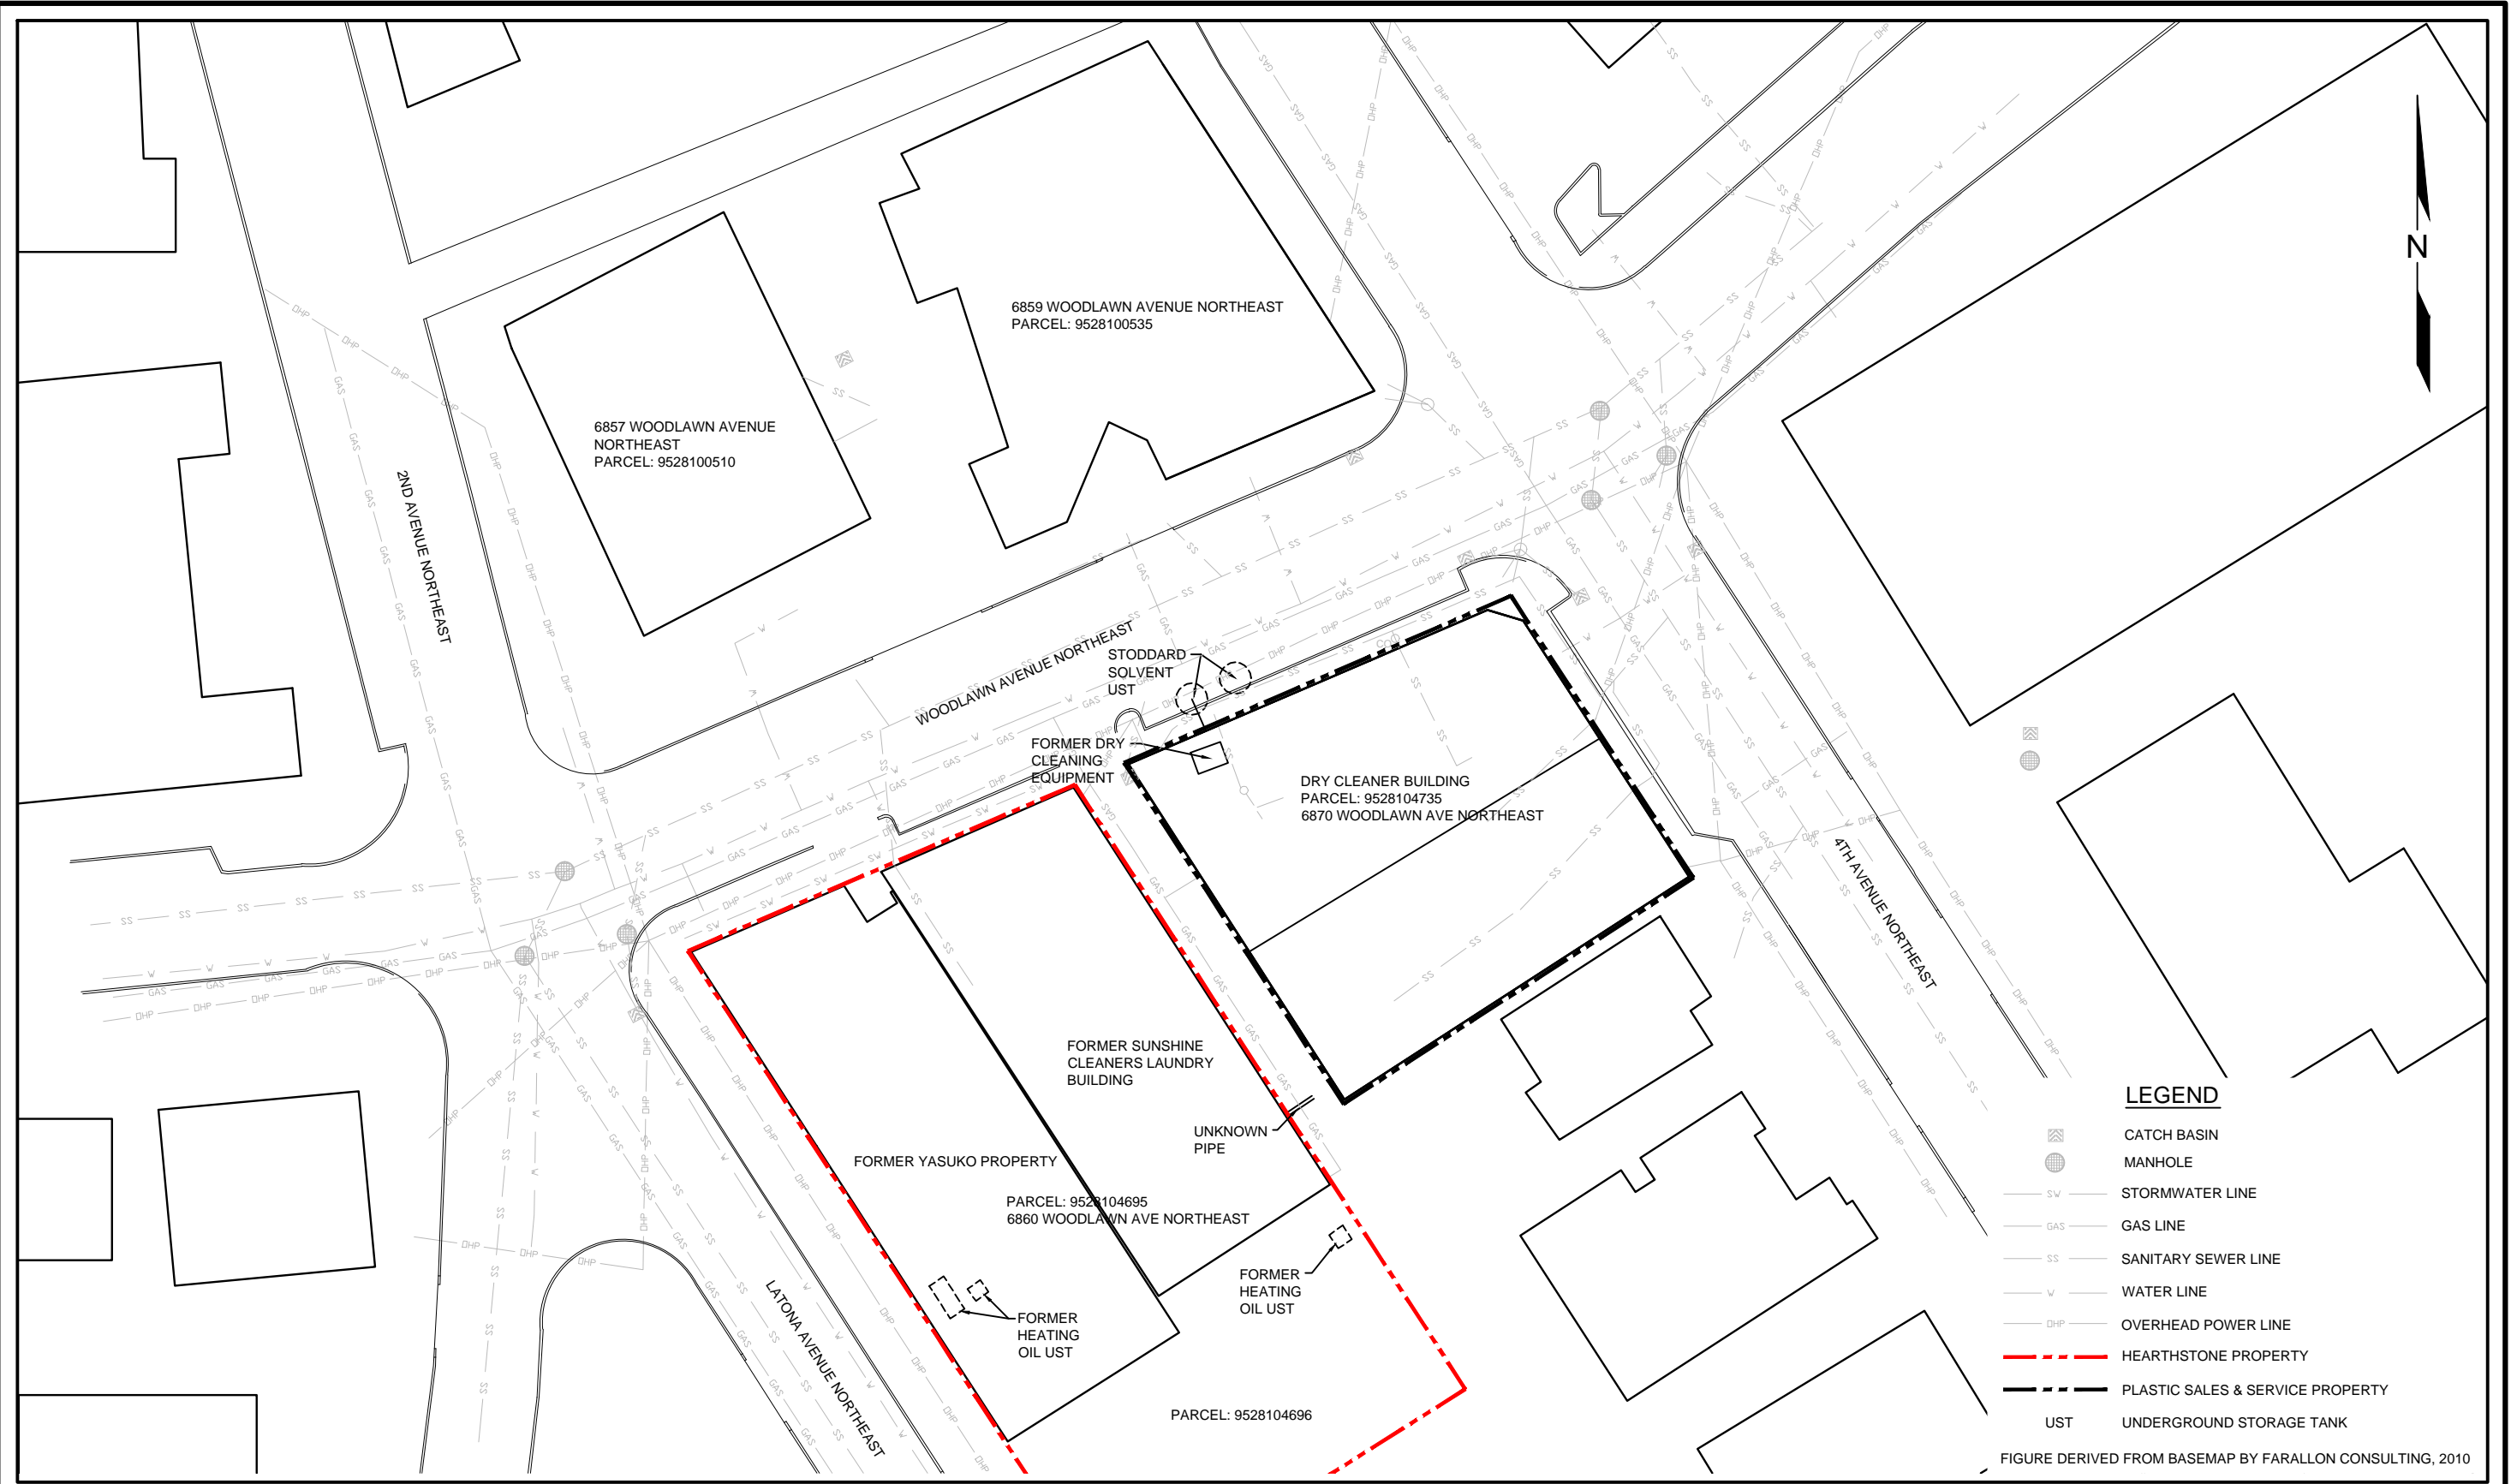 6859 WOODLAWN AVENUE NORTHEAST
PARCEL: 9528100535
6857 WOODLAWN AVENUE
NORTHEAST
PARCEL: 9528100510
N
2ND AVENUE NORTHEAST
WOODLAWN AVENUE NORTHEAST
STODDARD
SOLVENT
UST
FORMER DRY
CLEANING
EQUIPMENT
DRY CLEANER BUILDING
PARCEL: 9528104735
6870 WOODLAWN AVE NORTHEAST
4TH AVENUE NORTHEAST
FORMER SUNSHINE
CLEANERS LAUNDRY
BUILDING
UNKNOWN
PIPE
FORMER YASUKO PROPERTY
PARCEL: 9528104695
6860 WOODLAWN AVE NORTHEAST
FORMER
HEATING
OIL UST
FORMER
HEATING
OIL UST
LATONA AVENUE NORTHEAST
PARCEL: 9528104696
LEGEND
CATCH BASIN
MANHOLE
SW STORMWATER LINE
GAS GAS LINE
SS SANITARY SEWER LINE
W WATER LINE
OHP OVERHEAD POWER LINE
HEARTHSTONE PROPERTY
PLASTIC SALES & SERVICE PROPERTY
UST UNDERGROUND STORAGE TANK
FIGURE DERIVED FROM BASEMAP BY FARALLON CONSULTING, 2010